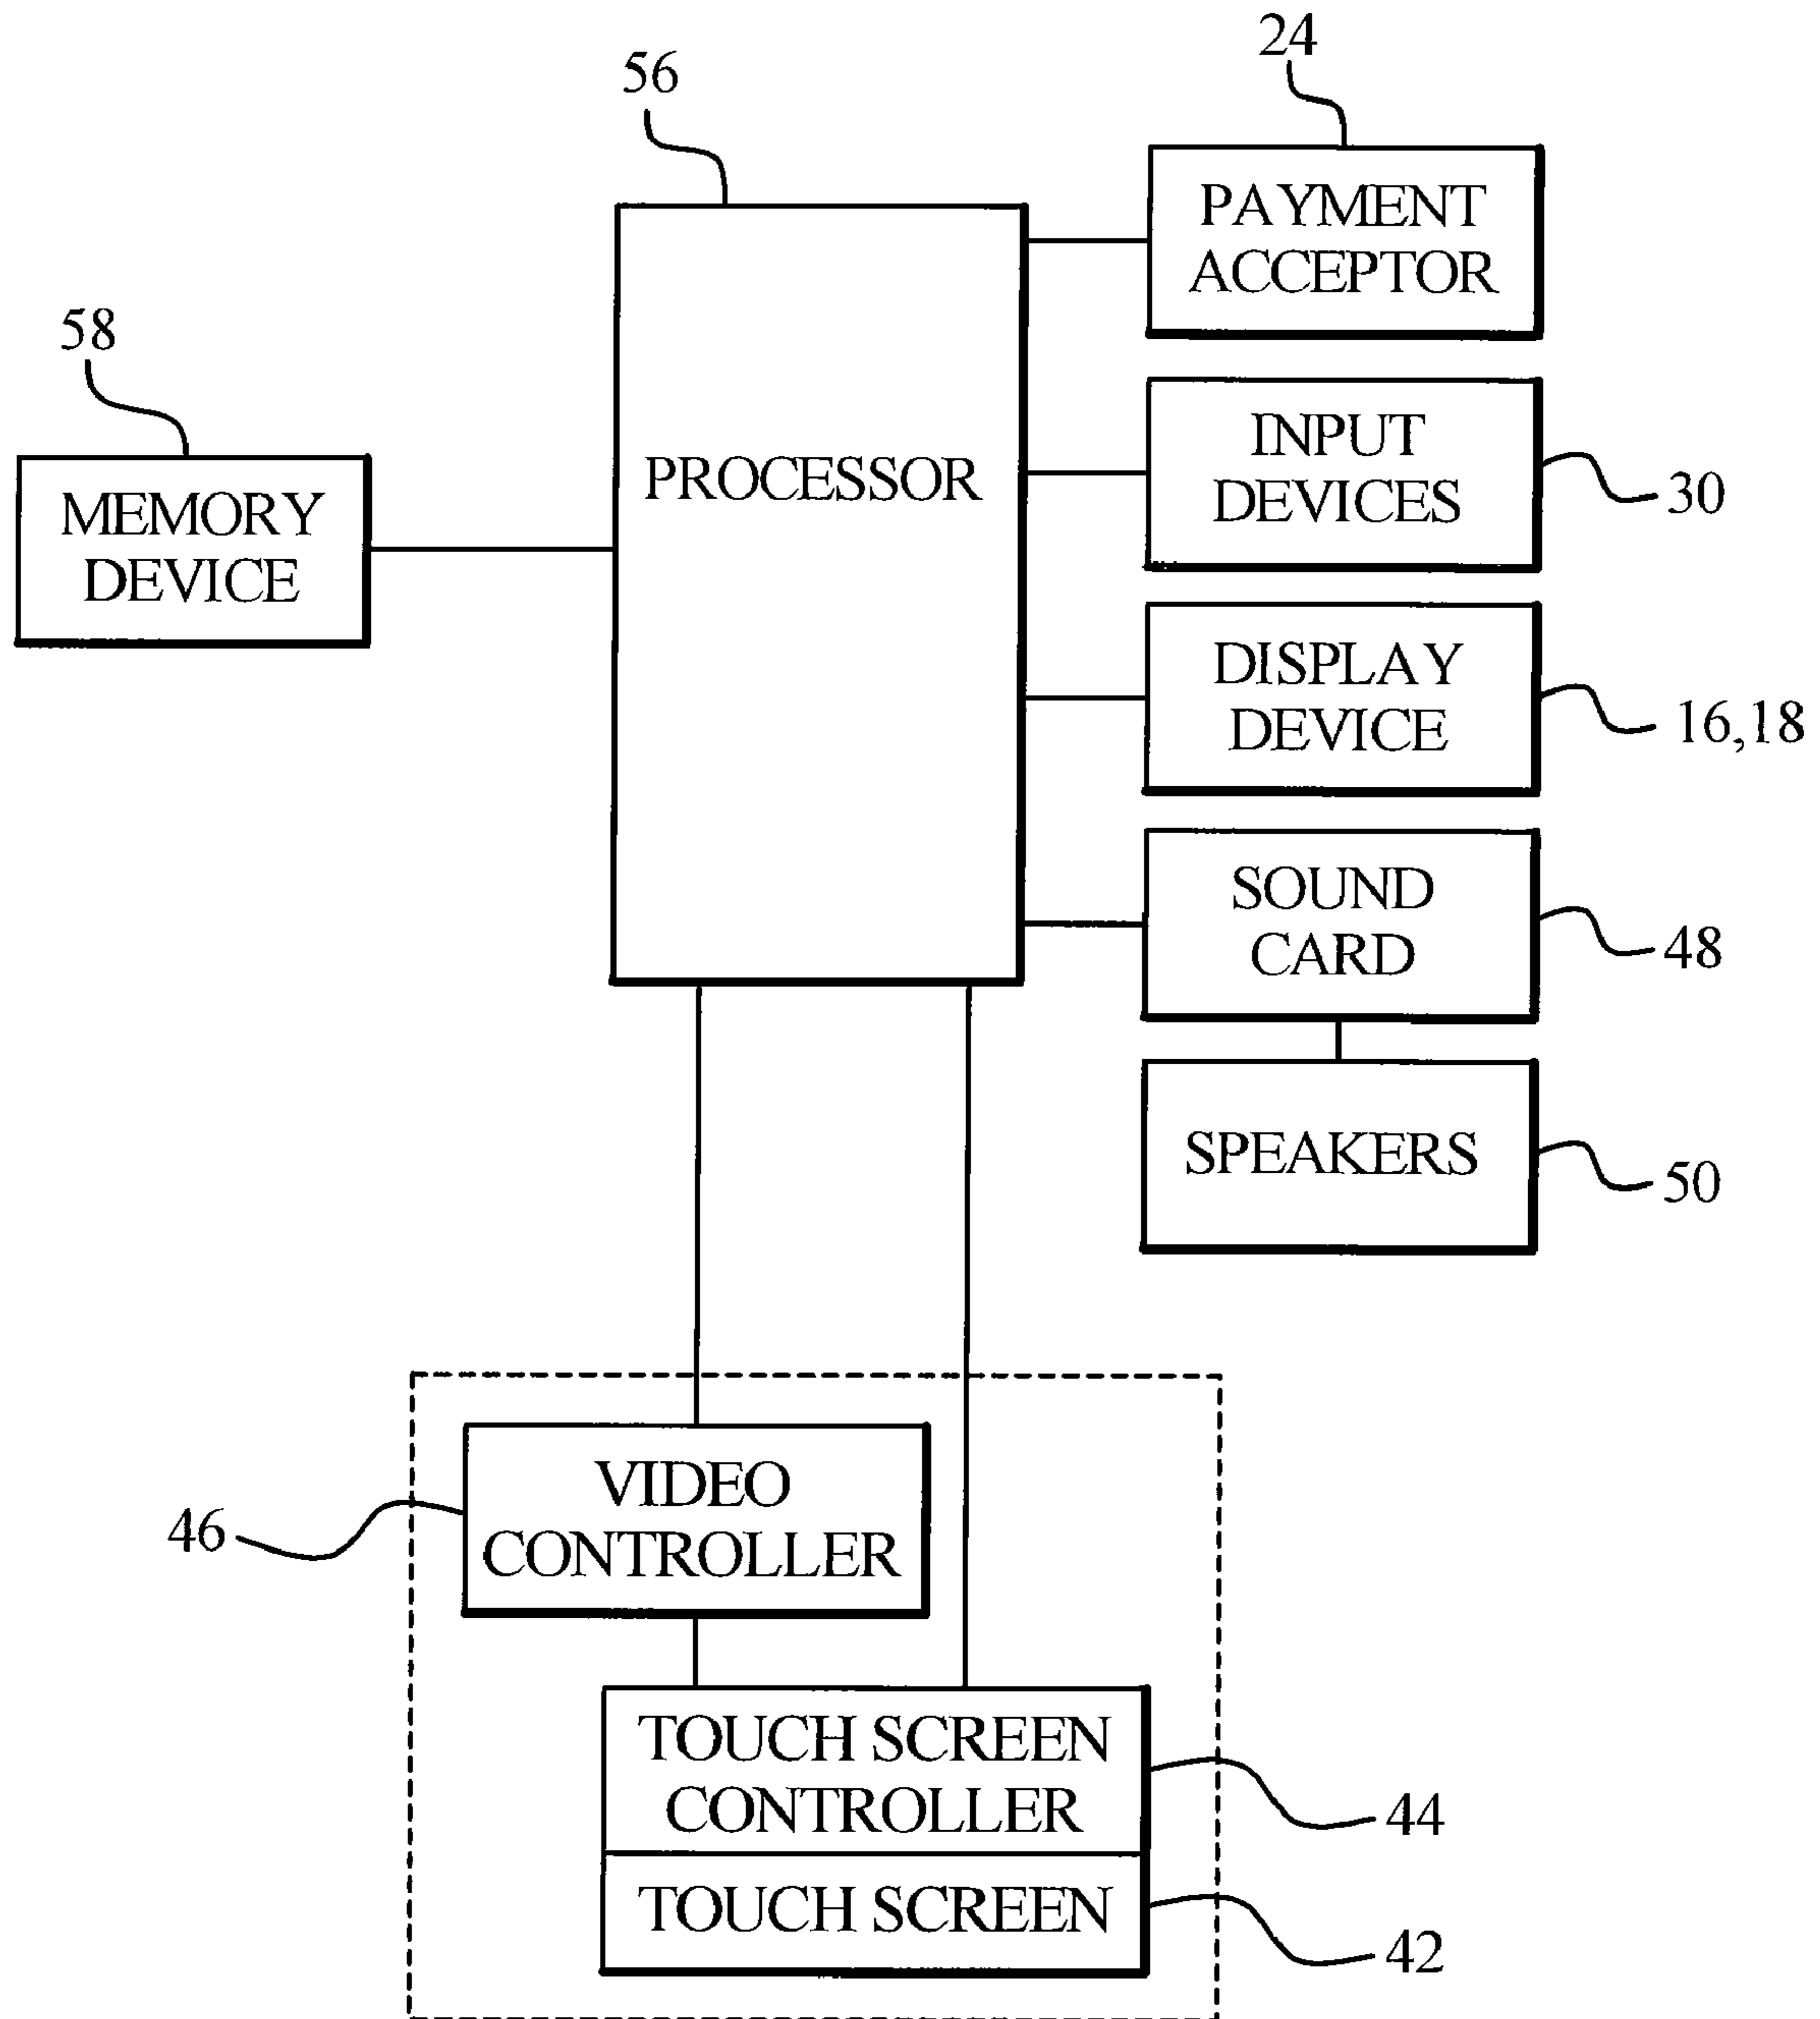 24
56
PAYMENT
ACCEPTOR
58
INPUT
DEVICES
30
PROCESSOR
MEMORY
DEVICE
DISPLAY
DEVICE
16,18
SOUND
CARD
48
SPEAKERS
50
VIDEO
CONTROLLER
46
TOUCH SCREEN
CONTROLLER
44
TOUCH SCREEN
42